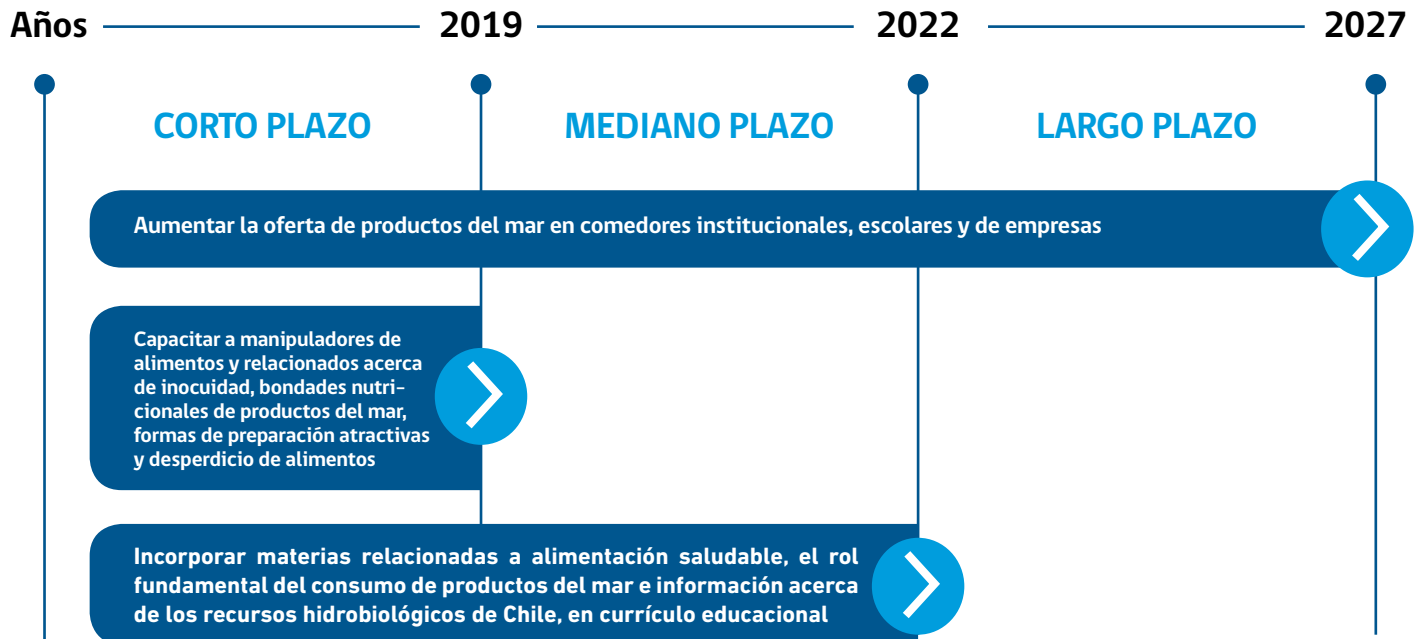 Años 2019 2022 2027
CORTO PLAZO MEDIANO PLAZO LARGO PLAZO
Aumentar la oferta de productos del mar en comedores institucionales, escolares y de empresas
Capacitar a manipuladores de
alimentos y relacionados acerca
de inocuidad, bondades nutri-
cionales de productos del mar,
formas de preparación atractivas
y desperdicio de alimentos
Incorporar materias relacionadas a alimentación saludable, el rol
fundamental del consumo de productos del mar e información acerca
de los recursos hidrobiológicos de Chile, en currículo educacional